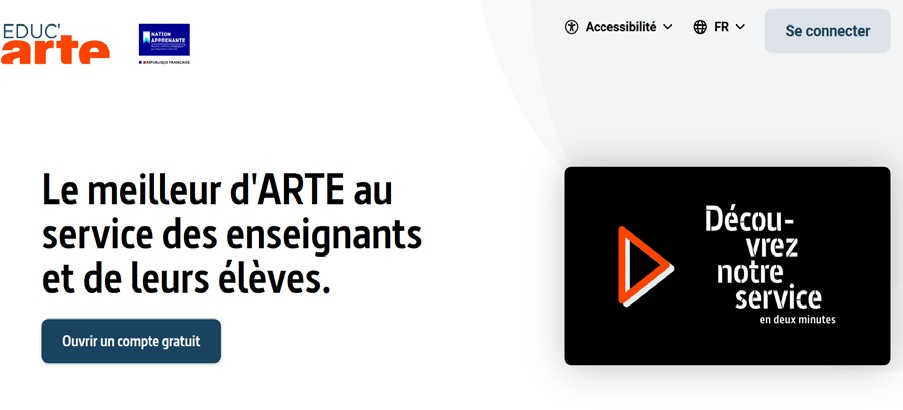 EDUC'
arte
NATION
APPRENANTE
RÉPUBLIQUE FRANÇAISE
Accessibilité
FR
Se connecter
Le meilleur d'ARTE au
service des enseignants
et de leurs élèves.
Ouvrir un compte gratuit
Décou-
vrez
notre
service
en deux minutes